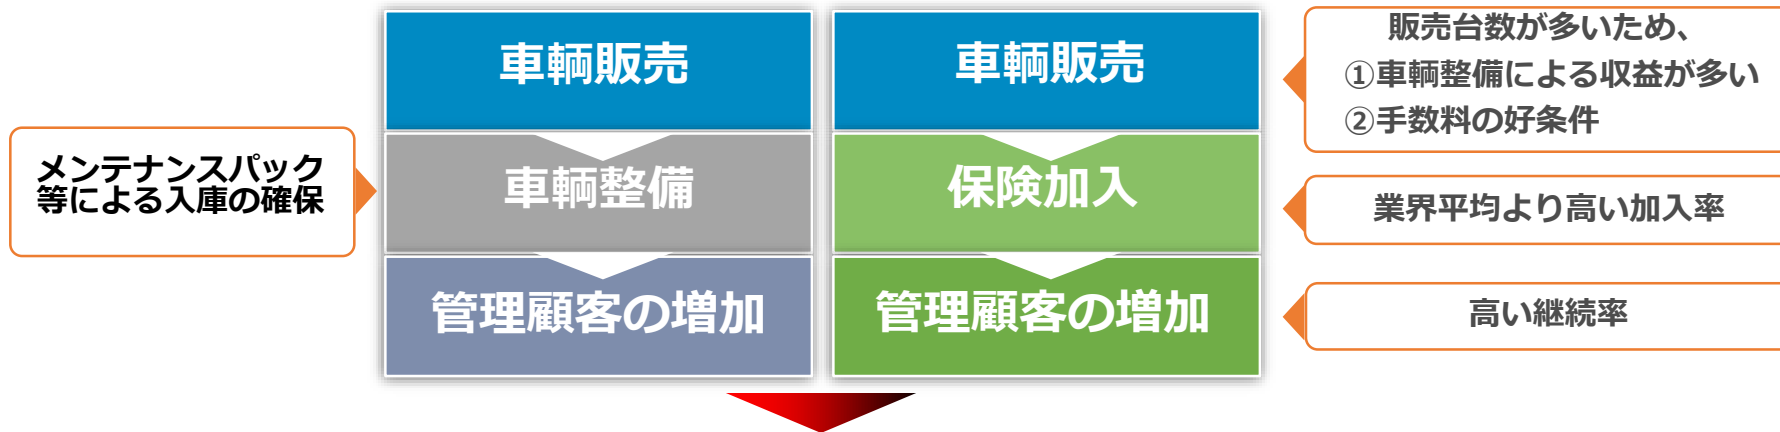 メンテナンスパック
等による入庫の確保
車輌販売
車輌整備
管理顧客の増加
車輌販売
保険加入
管理顧客の増加
販売台数が多いため、
①車輌整備による収益が多い
②手数料の好条件
業界平均より高い加入率
高い継続率